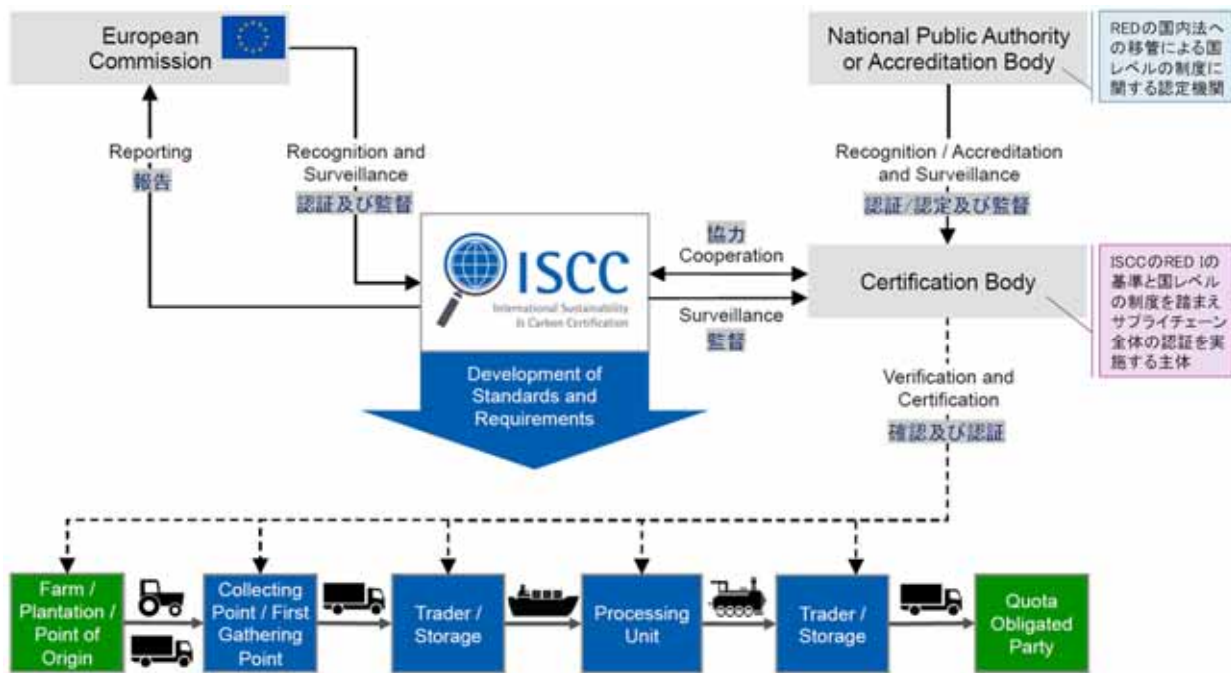 European
Commission
National Public Authority
or Accreditation Body
REDの国内法へ
の移管による国
レベルの制度に
関する認定機関
Reporting
報告
Recognition and
Surveillance
認証及び監督
Recognition / Accreditation
and Surveillance
認証/認定及び監督
ISCC
International Sustainability
& Carbon Certification
協力
Cooperation
Surveillance
監督
Certification Body
ISCCのRED Iの
基準と国レベル
の制度を踏まえ
サプライチェーン
全体の認証を実
施する主体
Development of
Standards and
Requirements
Verification and
Certification
確認及び認証
Farm /
Plantation /
Point of
Origin
Collecting
Point / First
Gathering
Point
Trader /
Storage
Processing
Unit
Trader /
Storage
Quota
Obligated
Party